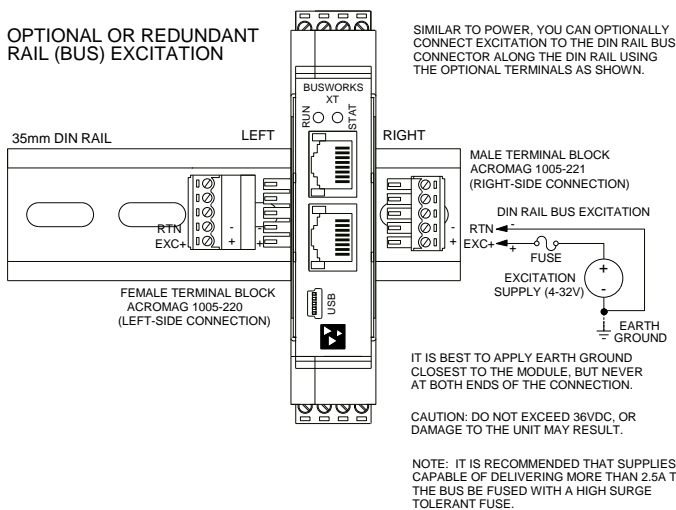 OPTIONAL OR REDUNDANT
RAIL (BUS) EXCITATION
SIMILAR TO POWER, YOU CAN OPTIONALLY
CONNECT EXCITATION TO THE DIN RAIL BUS
CONNECTOR ALONG THE DIN RAIL USING
THE OPTIONAL TERMINALS AS SHOWN.
BUSWORKS
XT
RUN
STAT
35mm DIN RAIL
LEFT
RIGHT
MALE TERMINAL BLOCK
ACROMAG 1005-221
(RIGHT-SIDE CONNECTION)
DIN RAIL BUS EXCITATION
RTN - - - RTN -
EXC+ + + + EXC+ +
FUSE
EXCITATION
SUPPLY (4-32V)
+
-
EARTH
GROUND
USB
FEMALE TERMINAL BLOCK
ACROMAG 1005-220
(LEFT-SIDE CONNECTION)
IT IS BEST TO APPLY EARTH GROUND
CLOSEST TO THE MODULE, BUT NEVER
AT BOTH ENDS OF THE CONNECTION.
CAUTION: DO NOT EXCEED 36VDC, OR
DAMAGE TO THE UNIT MAY RESULT.
NOTE: IT IS RECOMMENDED THAT SUPPLIES
CAPABLE OF DELIVERING MORE THAN 2.5A T
THE BUS BE FUSED WITH A HIGH SURGE
TOLERANT FUSE.